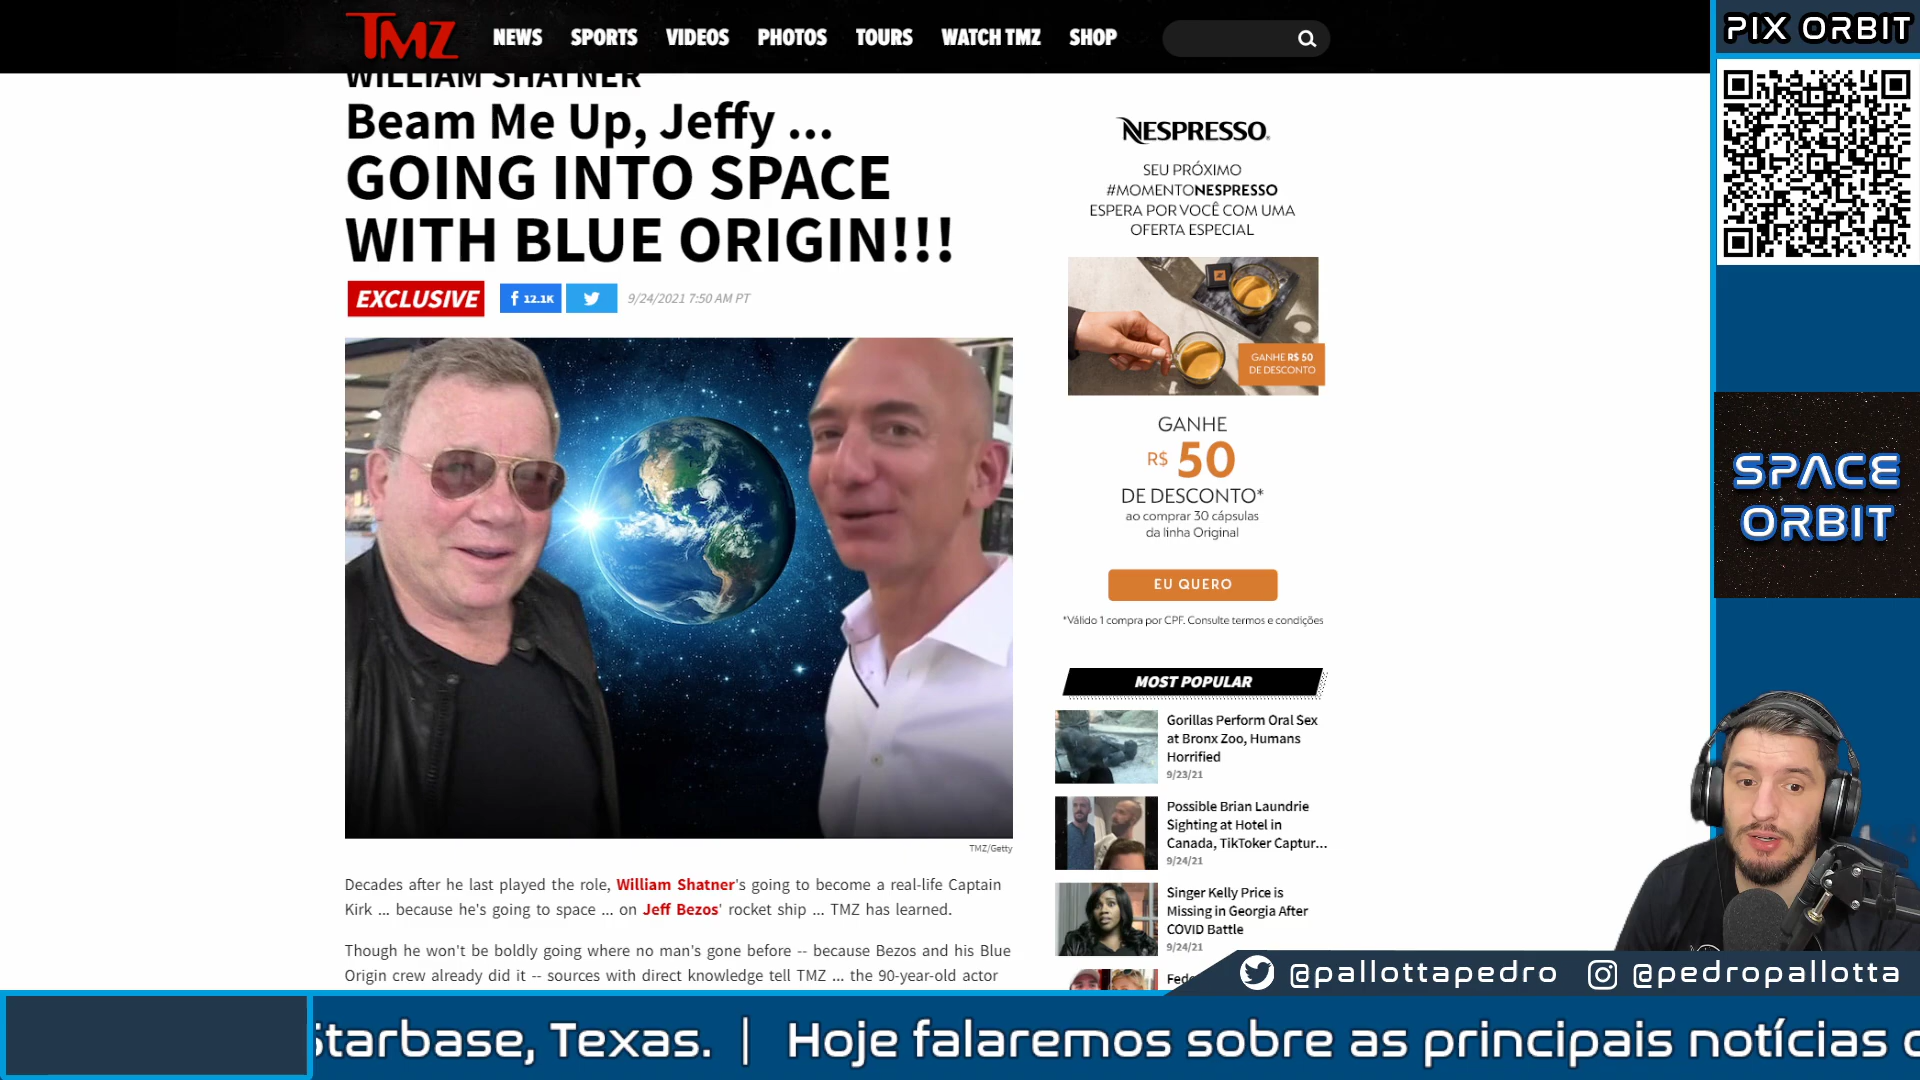 TMZ
NEWS SPORTS VIDEOS PHOTOS TOURS WATCH TMZ SHOP
WILLIAM SHATNER
Beam Me Up, Jeffy ...
GOING INTO SPACE
WITH BLUE ORIGIN!!!
EXCLUSIVE
12.1K
9/24/2021 7:50 AM PT
TMZ/Getty
Decades after he last played the role, William Shatner's going to become a real-life Captain
Kirk ... because he's going to space ... on Jeff Bezos' rocket ship ... TMZ has learned.
Though he won't be boldly going where no man's gone before -- because Bezos and his Blue
Origin crew already did it -- sources with direct knowledge tell TMZ ... the 90-year-old actor
NESPRESSO.
SEU PRÓXIMO
#MOMENTONESPRESSO
ESPERA POR VOCÊ COM UMA
OFERTA ESPECIAL
GANHE R$ 50
DE DESCONTO
GANHE
R$ 50
DE DESCONTO*
ao comprar 30 cápsulas
da linha Original
EU QUERO
*Válido 1 compra por CPF. Consulte termos e condições
MOST POPULAR
Gorillas Perform Oral Sex
at Bronx Zoo, Humans
Horrified
9/23/21
Possible Brian Laundrie
Sighting at Hotel in
Canada, TikToker Captur...
9/24/21
Singer Kelly Price is
Missing in Georgia After
COVID Battle
9/24/21
PIX ORBIT
SPACE
ORBIT
@pallottapedro @pedropallotta
Starbase, Texas. | Hoje falaremos sobre as principais notícias